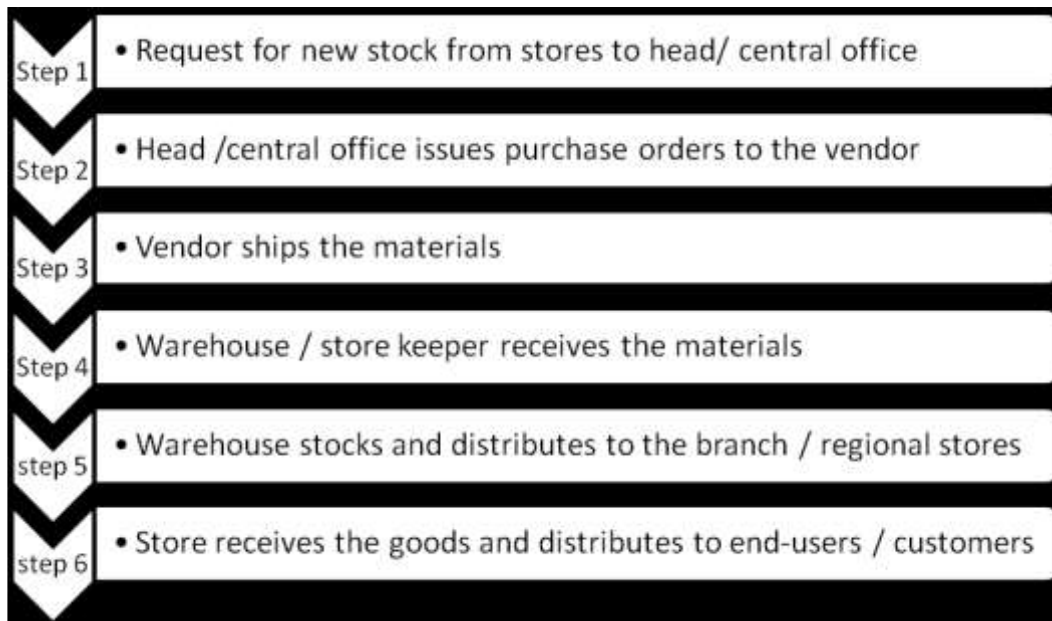 Step 1
• Request for new stock from stores to head/ central office
Step 2
• Head /central office issues purchase orders to the vendor
Step 3
• Vendor ships the materials
Step 4
• Warehouse / store keeper receives the materials
step 5
• Warehouse stocks and distributes to the branch / regional stores
step 6
• Store receives the goods and distributes to end-users / customers